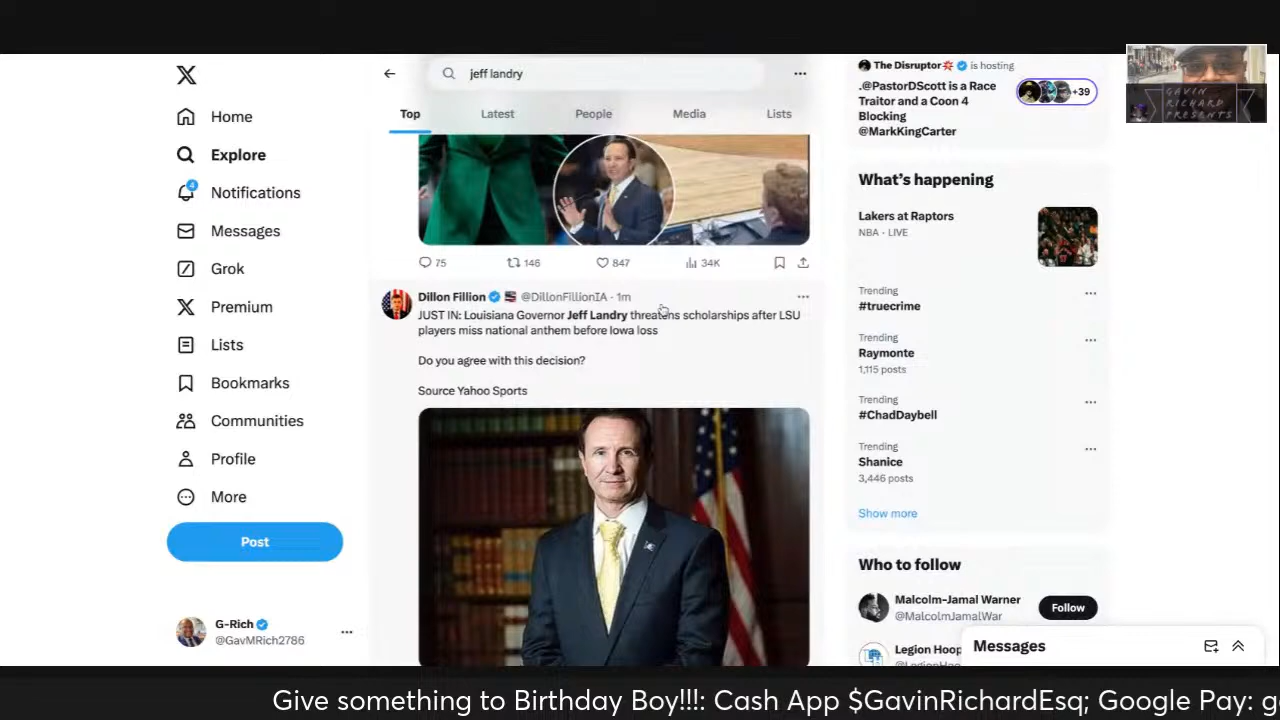 jeff landry
Top
Latest
People
Media
Lists
Home
Explore
4
Notifications
Messages
Grok
Premium
Lists
Bookmarks
Communities
Profile
More
Post
G-Rich
@GavMRich2786
75
146
847
34K
Dillon Fillion @DillonFillionIA · 1m
JUST IN: Louisiana Governor Jeff Landry threatens scholarships after LSU
players miss national anthem before Iowa loss
Do you agree with this decision?
Source Yahoo Sports
The Disruptor is hosting
.@PastorDScott is a Race
Traitor and a Coon 4
Blocking
@MarkKingCarter
+39
What's happening
Lakers at Raptors
NBA · LIVE
Trending
#truecrime
Trending
Raymonte
1,115 posts
Trending
#ChadDaybell
Trending
Shanice
3,446 posts
Show more
Who to follow
Malcolm-Jamal Warner
@MalcolmJamalWar
Follow
Legion Hoop
Messages
GAVIN
RICHARD
PRESENTS
Give something to Birthday Boy!!!: Cash App $GavinRichardEsq; Google Pay: g